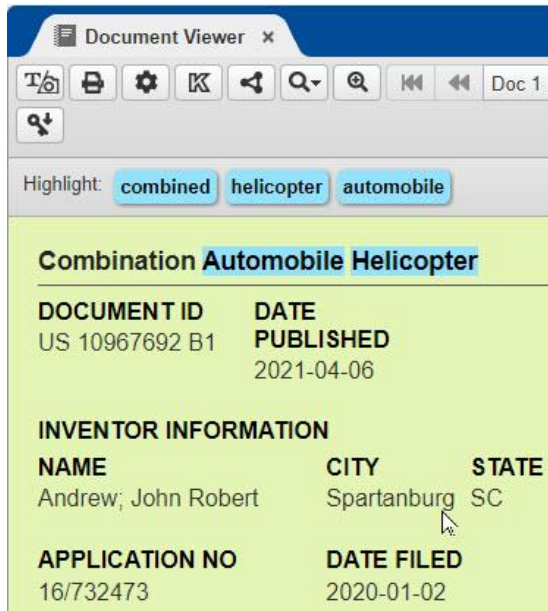 Document Viewer ×
T/
K
Doc 1
Highlight: combined helicopter automobile
Combination Automobile Helicopter
DOCUMENT ID DATE
PUBLISHED
US 10967692 B1
2021-04-06
INVENTOR INFORMATION
NAME CITY STATE
Andrew; John Robert Spartanburg SC
APPLICATION NO DATE FILED
16/732473 2020-01-02